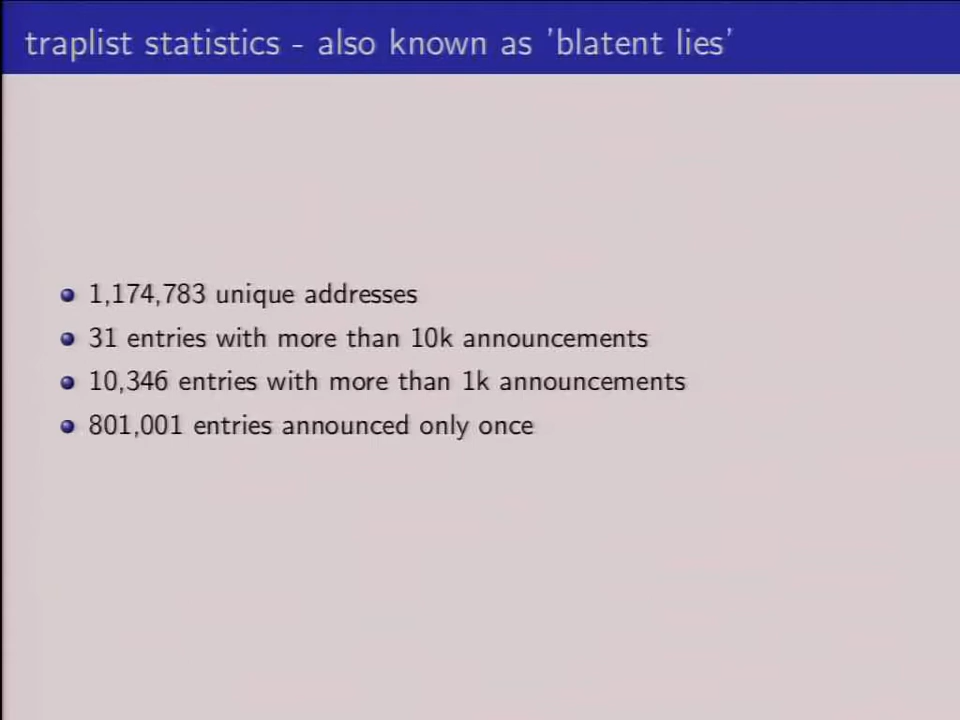 traplist statistics - also known as 'blatent lies'
1,174,783 unique addresses
31 entries with more than 10k announcements
10,346 entries with more than 1k announcements
801,001 entries announced only once